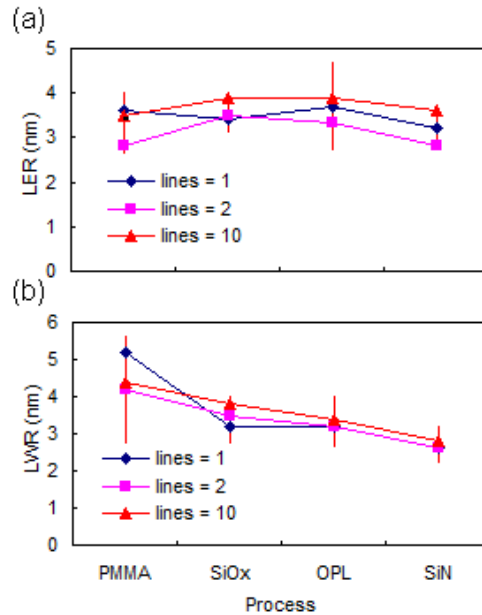 (a)
5
4
3
2
1
0
LER (nm)
lines = 1
lines = 2
lines = 10
(b)
6
5
4
3
2
1
0
LWR (nm)
lines = 1
lines = 2
lines = 10
PMMA SiOx OPL SiN
Process